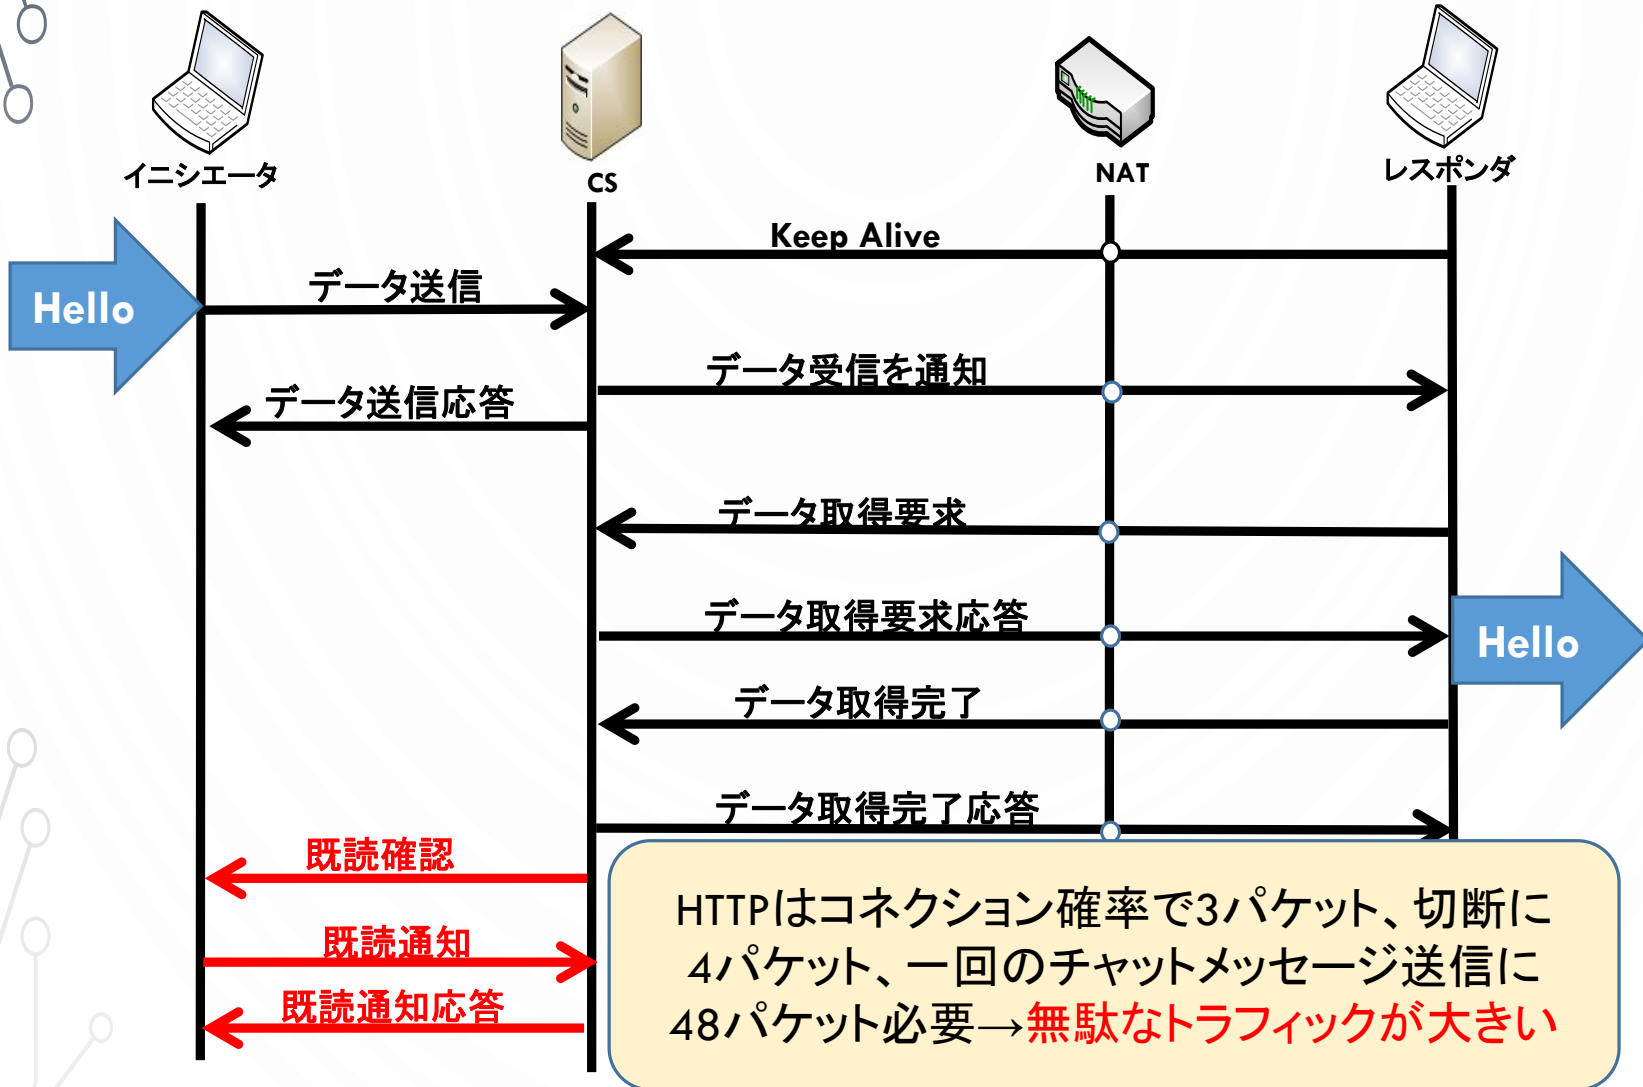 イニシエータ
CS
NAT
レスポンダ
Keep Alive
Hello
データ送信
データ受信を通知
データ送信応答
データ取得要求
データ取得要求応答
Hello
データ取得完了
データ取得完了応答
既読確認
既読通知
既読通知応答
HTTPはコネクション確率で3パケット、切断に
4パケット、一回のチャットメッセージ送信に
48パケット必要→無駄なトラフィックが大きい